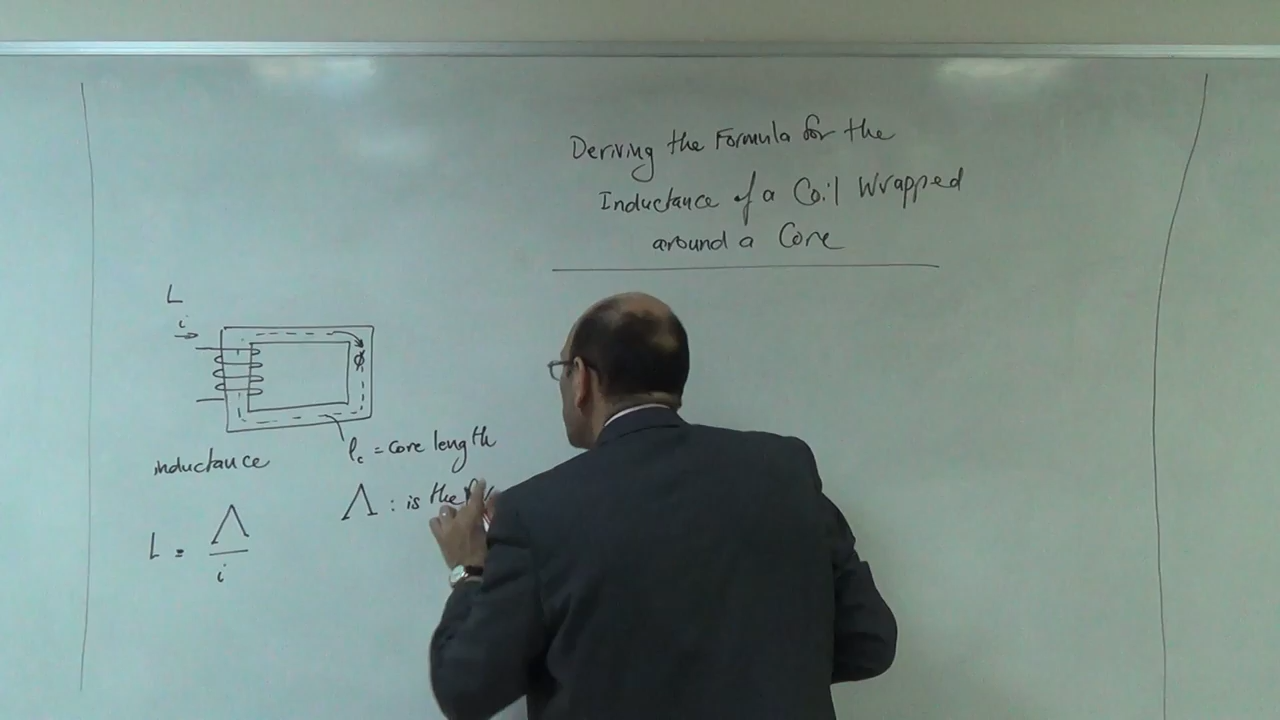 Deriving the Formula for the
Inductance of a Coil Wrapped
around a Core
L
i
ϕ
lc = core length
inductance
Λ : is the
L = Λ
i